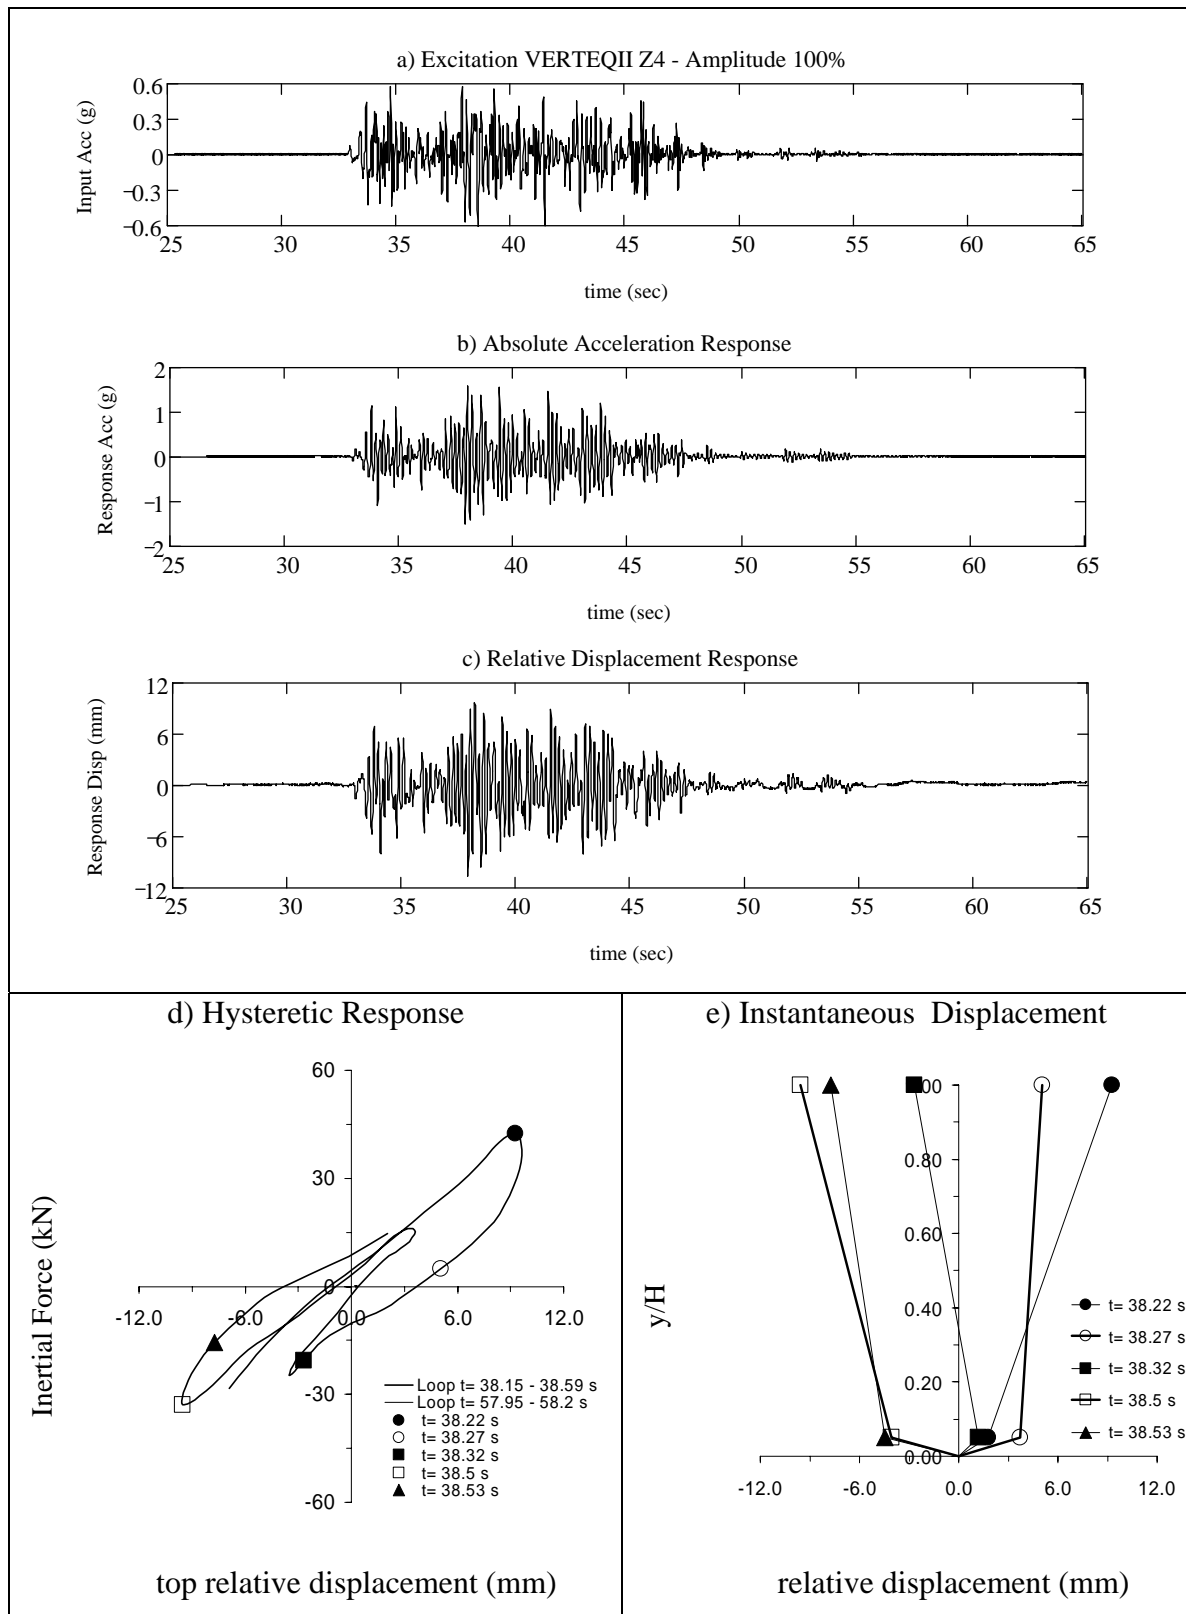 a) Excitation VERTEQII Z4 - Amplitude 100%
Input Acc (g)
0.6
0.3
0
−0.3
−0.6
25 30 35 40 45 50 55 60 65
time (sec)
b) Absolute Acceleration Response
Response Acc (g)
2
1
0
−1
−2
25 30 35 40 45 50 55 60 65
time (sec)
c) Relative Displacement Response
Response Disp (mm)
12
6
0
−6
−12
25 30 35 40 45 50 55 60 65
time (sec)
d) Hysteretic Response
Inertial Force (kN)
60
30
0
-30
-60
-12.0 -6.0 0.0 6.0 12.0
Loop t= 38.15 - 38.59 s
Loop t= 57.95 - 58.2 s
t= 38.22 s
t= 38.27 s
t= 38.32 s
t= 38.5 s
t= 38.53 s
top relative displacement (mm)
e) Instantaneous Displacement
y/H
00
0.80
0.60
0.40
0.20
0.00
-12.0 -6.0 0.0 6.0 12.0
t= 38.22 s
t= 38.27 s
t= 38.32 s
t= 38.5 s
t= 38.53 s
relative displacement (mm)